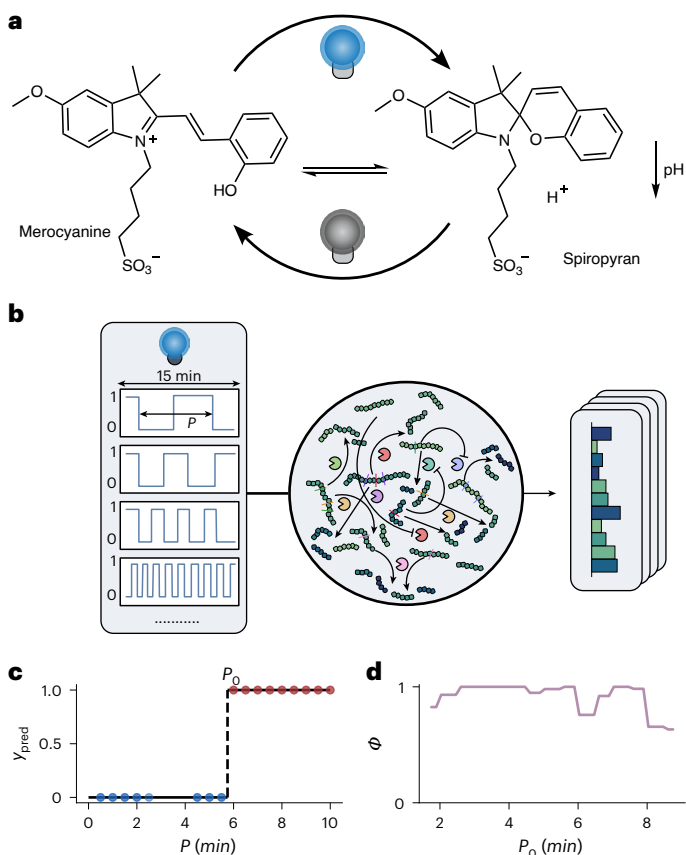 a
O
N
+
HO
Merocyanine
SO3−
O
O
N
H+
pH
SO3−
Spiropyran
b
15 min
1
P
0
1
0
1
0
1
0
...........
c
P0
1.0
0.5
0
ypred
0 2 4 6 8 10
P (min)
d
1
Φ
0
2 4 6 8
P0 (min)